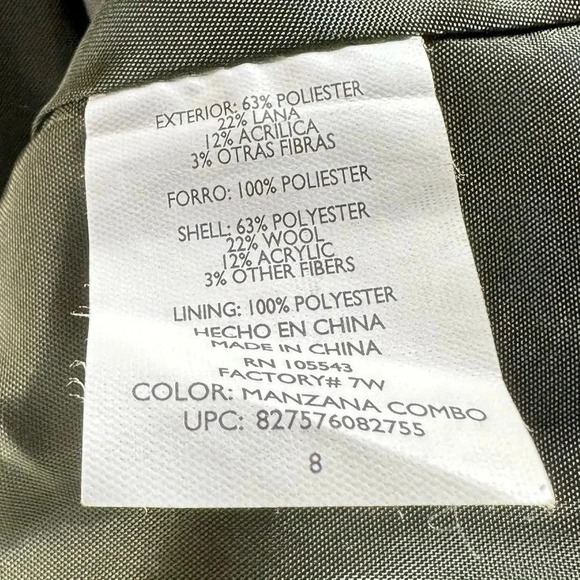 EXTERIOR: 63% POLIESTER
22% LANA
12% ACRILICA
3% OTRAS FIBRAS
FORRO: 100% POLIESTER
SHELL: 63% POLYESTER
22% WOOL
12% ACRYLIC
3% OTHER FIBERS
LINING: 100% POLYESTER
HECHO EN CHINA
MADE IN CHINA
RN 105543
FACTORY# 7W
COLOR: MANZANA COMBO
UPC: 827576082755
8